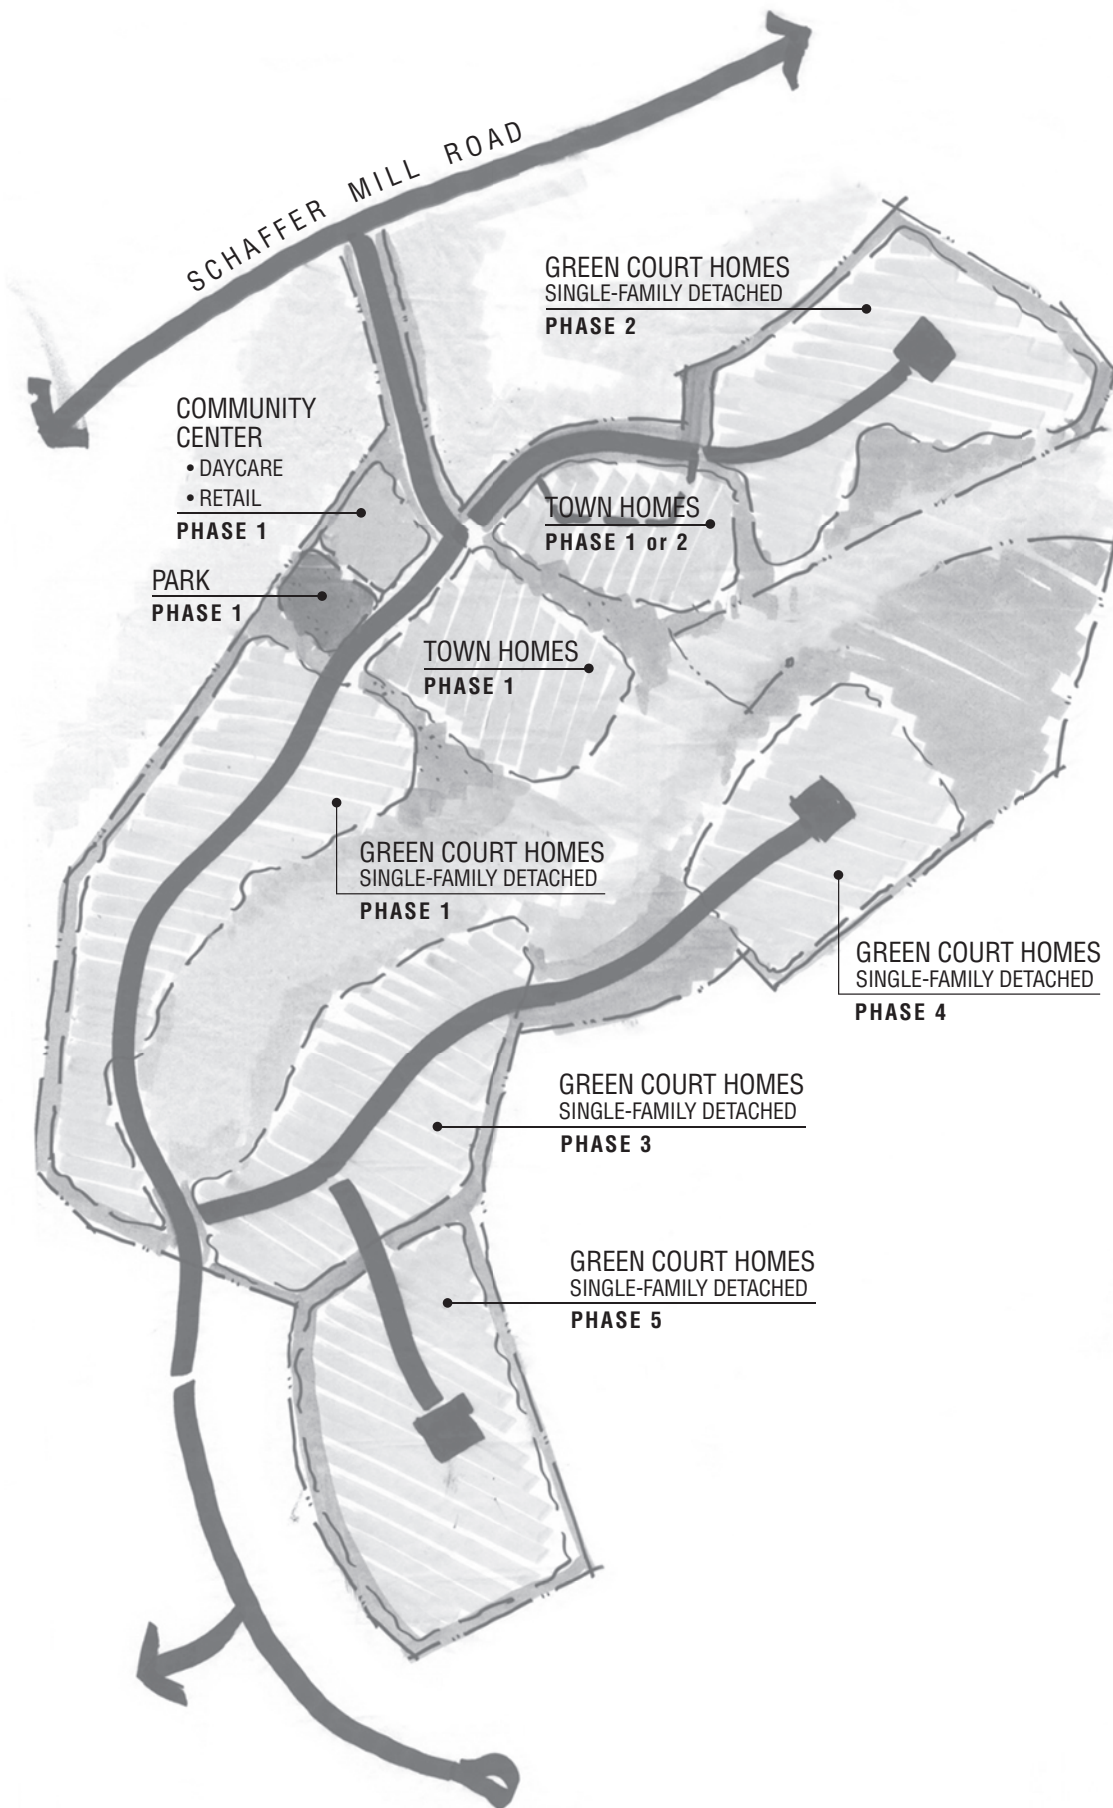 SCHAFFER MILL ROAD
GREEN COURT HOMES
SINGLE-FAMILY DETACHED
PHASE 2
COMMUNITY
CENTER
• DAYCARE
• RETAIL
PHASE 1
TOWN HOMES
PHASE 1 or 2
PARK
PHASE 1
TOWN HOMES
PHASE 1
GREEN COURT HOMES
SINGLE-FAMILY DETACHED
PHASE 1
GREEN COURT HOMES
SINGLE-FAMILY DETACHED
PHASE 4
GREEN COURT HOMES
SINGLE-FAMILY DETACHED
PHASE 3
GREEN COURT HOMES
SINGLE-FAMILY DETACHED
PHASE 5